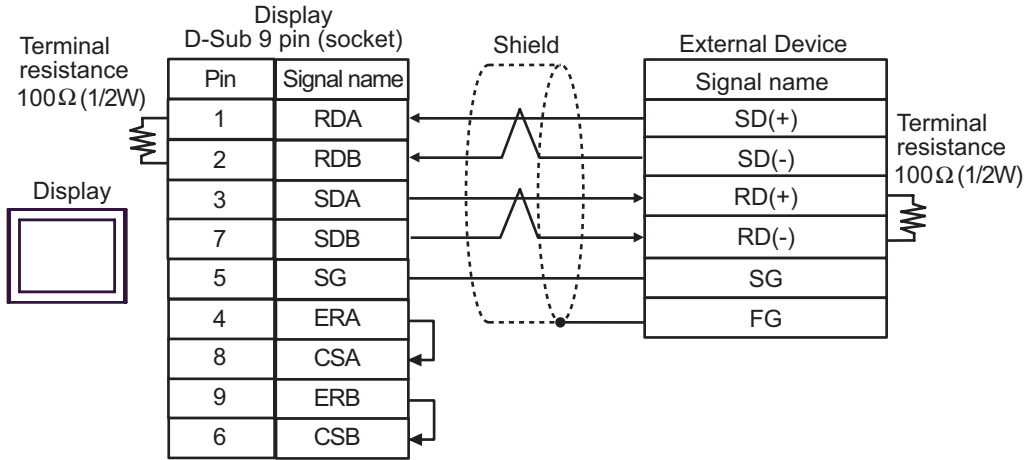 Display
D-Sub 9 pin (socket)
Terminal
resistance
100Ω(1/2W)
Shield
External Device
Pin Signal name
Signal name
1 RDA
SD(+)
2 RDB
SD(-)
3 SDA
RD(+)
7 SDB
RD(-)
5 SG
SG
4 ERA
FG
8 CSA
9 ERB
6 CSB
Display
Terminal
resistance
100Ω(1/2W)